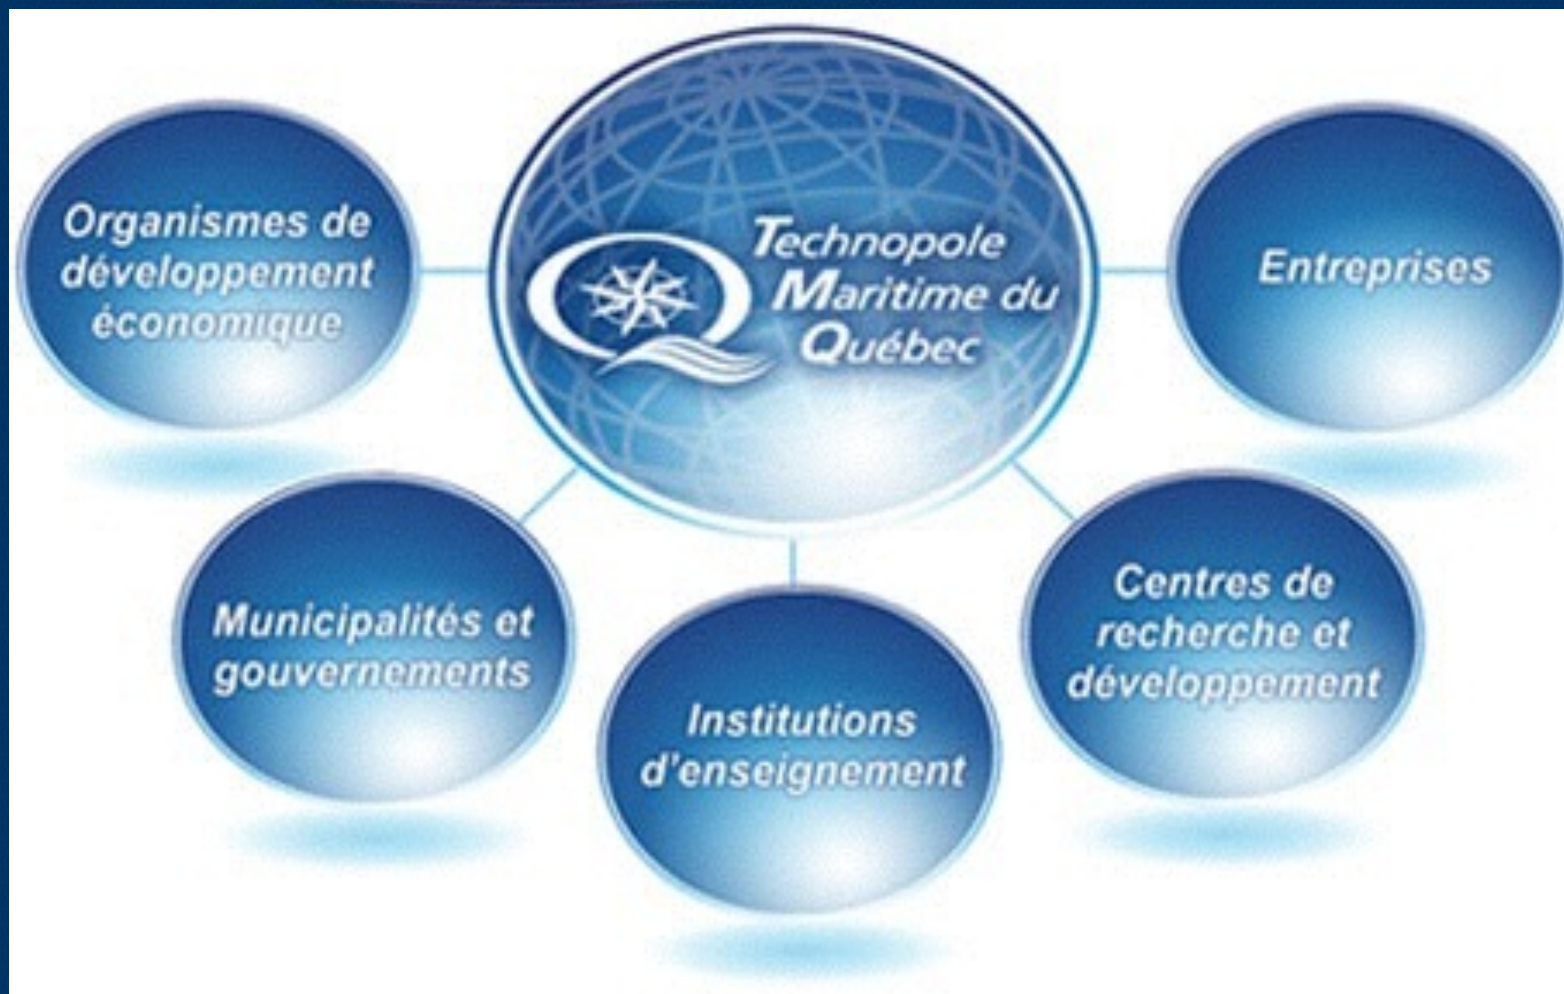 Technopole
Maritime du
Québec
Organismes de
développement
économique
Entreprises
Municipalités et
gouvernements
Institutions
d'enseignement
Centres de
recherche et
développement